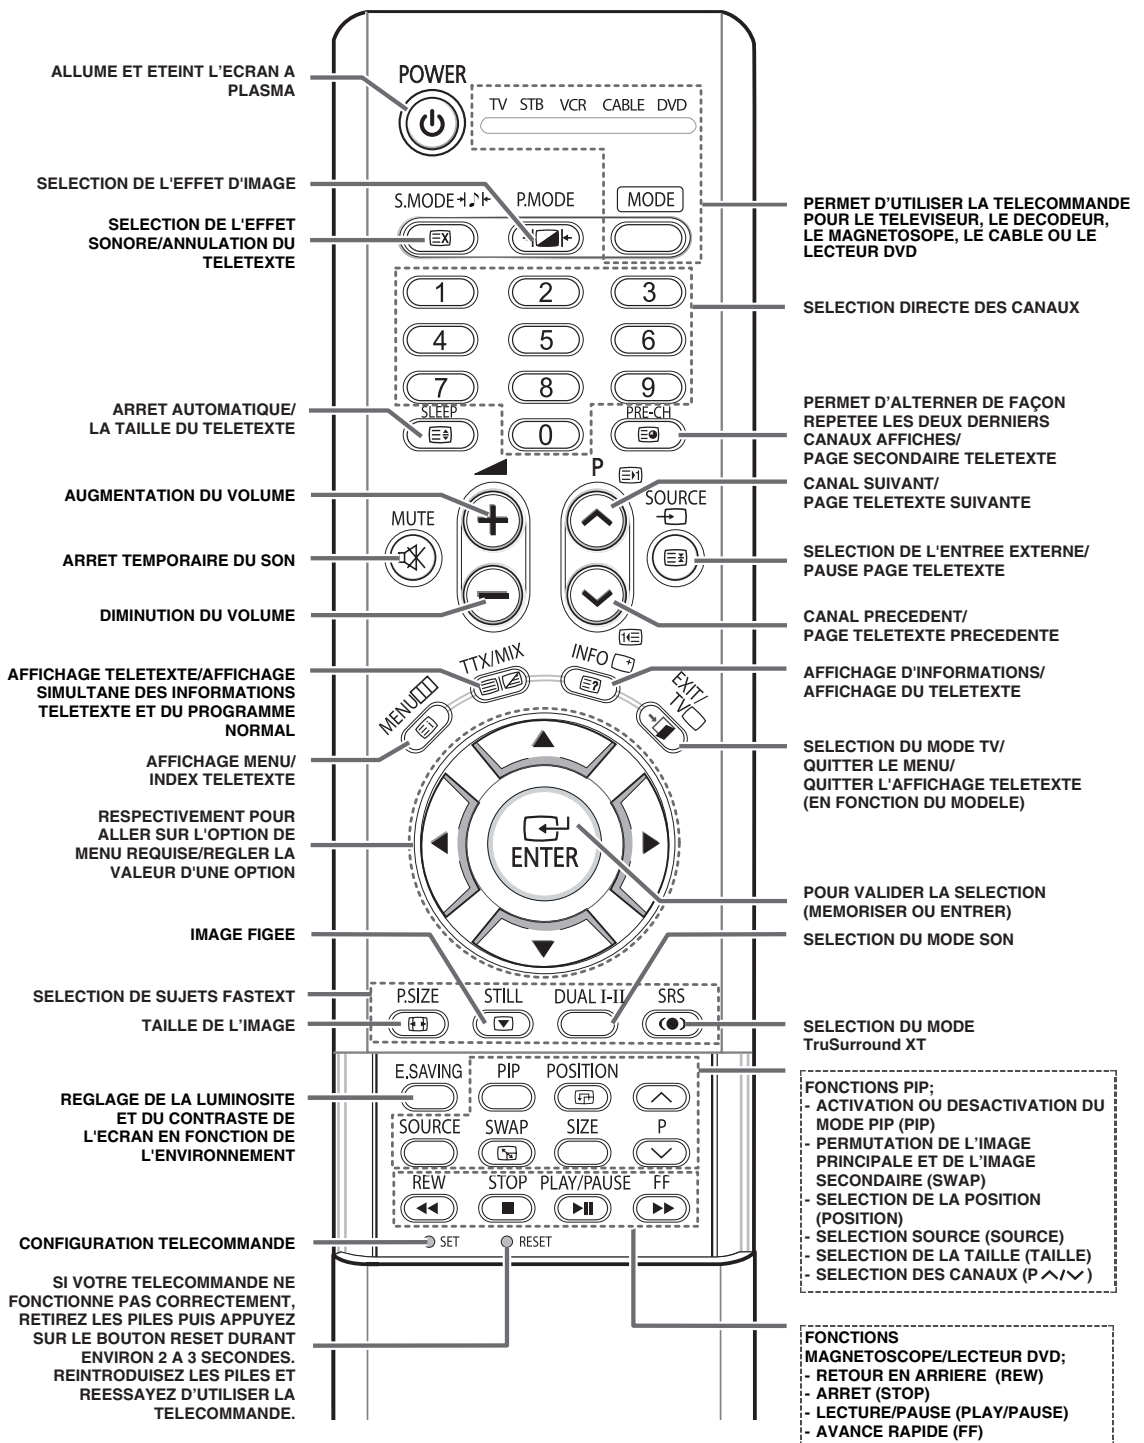 ALLUME ET ETEINT L'ECRAN A
PLASMA
SELECTION DE L'EFFET D'IMAGE
SELECTION DE L'EFFET
SONORE/ANNULATION DU
TELETEXTE
ARRET AUTOMATIQUE/
LA TAILLE DU TELETEXTE
AUGMENTATION DU VOLUME
ARRET TEMPORAIRE DU SON
DIMINUTION DU VOLUME
AFFICHAGE TELETEXTE/AFFICHAGE
SIMULTANE DES INFORMATIONS
TELETEXTE ET DU PROGRAMME
NORMAL
AFFICHAGE MENU/
INDEX TELETEXTE
RESPECTIVEMENT POUR
ALLER SUR L'OPTION DE
MENU REQUISE/REGLER LA
VALEUR D'UNE OPTION
IMAGE FIGEE
SELECTION DE SUJETS FASTEXT
TAILLE DE L'IMAGE
REGLAGE DE LA LUMINOSITE
ET DU CONTRASTE DE
L'ECRAN EN FONCTION DE
L'ENVIRONNEMENT
CONFIGURATION TELECOMMANDE
SI VOTRE TELECOMMANDE NE
FONCTIONNE PAS CORRECTEMENT,
RETIREZ LES PILES PUIS APPUYEZ
SUR LE BOUTON RESET DURANT
ENVIRON 2 A 3 SECONDES.
REINTRODUISEZ LES PILES ET
REESSAYEZ D'UTILISER LA
TELECOMMANDE.
POWER
TV STB VCR CABLE DVD
S.MODE P.MODE MODE
1 2 3
4 5 6
7 8 9
SLEEP 0 PRE-CH
P
SOURCE
MUTE
TTX/MIX INFO
MENU EXIT/
TV
ENTER
P.SIZE STILL DUAL I-II SRS
E.SAVING PIP POSITION
SOURCE SWAP SIZE P
REW STOP PLAY/PAUSE FF
SET RESET
PERMET D'UTILISER LA TELECOMMANDE
POUR LE TELEVISEUR, LE DECODEUR,
LE MAGNETOSOPE, LE CABLE OU LE
LECTEUR DVD
SELECTION DIRECTE DES CANAUX
PERMET D'ALTERNER DE FAÇON
REPETEE LES DEUX DERNIERS
CANAUX AFFICHES/
PAGE SECONDAIRE TELETEXTE
CANAL SUIVANT/
PAGE TELETEXTE SUIVANTE
SELECTION DE L'ENTREE EXTERNE/
PAUSE PAGE TELETEXTE
CANAL PRECEDENT/
PAGE TELETEXTE PRECEDENTE
AFFICHAGE D'INFORMATIONS/
AFFICHAGE DU TELETEXTE
SELECTION DU MODE TV/
QUITTER LE MENU/
QUITTER L'AFFICHAGE TELETEXTE
(EN FONCTION DU MODELE)
POUR VALIDER LA SELECTION
(MEMORISER OU ENTRER)
SELECTION DU MODE SON
SELECTION DU MODE
TruSurround XT
FONCTIONS PIP;
- ACTIVATION OU DESACTIVATION DU
MODE PIP (PIP)
- PERMUTATION DE L'IMAGE
PRINCIPALE ET DE L'IMAGE
SECONDAIRE (SWAP)
- SELECTION DE LA POSITION
(POSITION)
- SELECTION SOURCE (SOURCE)
- SELECTION DE LA TAILLE (TAILLE)
- SELECTION DES CANAUX (P / )
FONCTIONS
MAGNETOSCOPE/LECTEUR DVD;
- RETOUR EN ARRIERE (REW)
- ARRET (STOP)
- LECTURE/PAUSE (PLAY/PAUSE)
- AVANCE RAPIDE (FF)